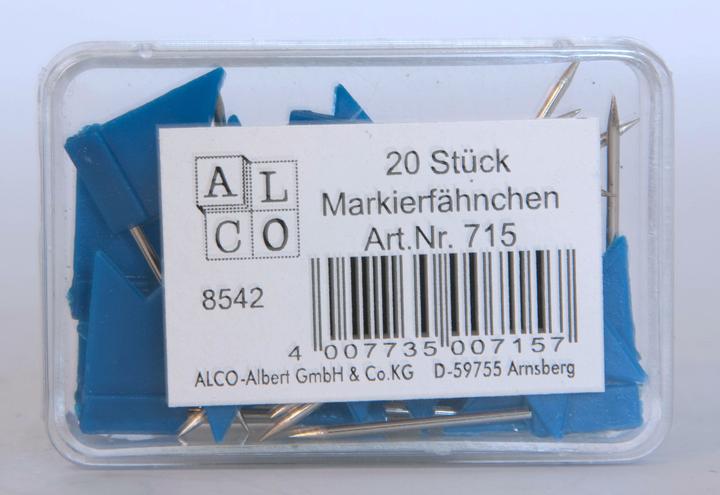 A L
C O
20 Stück
Markierfähnchen
Art.Nr. 715
8542
4 007735 007157
ALCO-Albert GmbH & Co.KG D-59755 Arnsberg